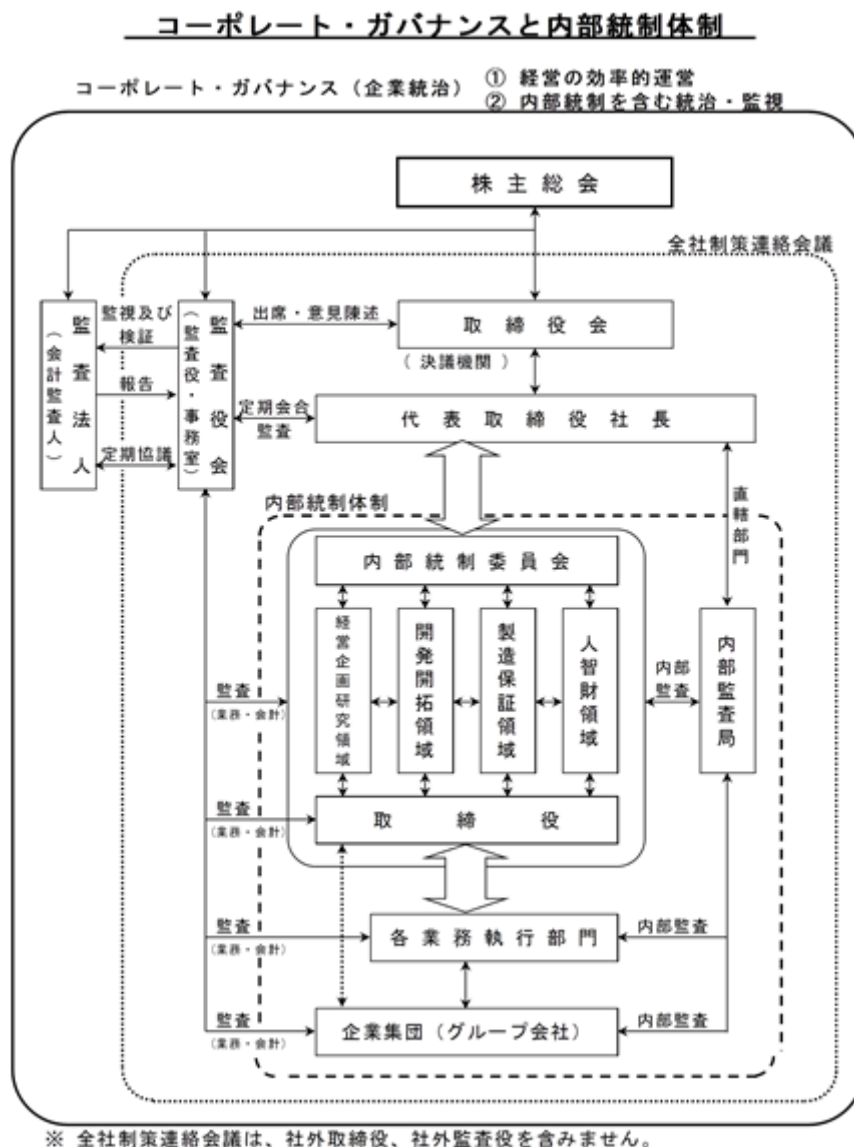 コーポレート・ガバナンスと内部統制体制
コーポレート・ガバナンス（企業統治）
① 経営の効率的運営
② 内部統制を含む統治・監視
株主総会
全社制策連絡会議
監査法人
（会計監査人）
監視及び
検証
報告
定期協議
監査役会
（監査役・事務室）
出席・意見陳述
取締役会
（決議機関）
定期会合
監査
代表取締役社長
直轄部門
内部統制体制
内部統制委員会
経営企画研究領域
開発開拓領域
製造保証領域
人智財領域
内部
監査
内部監査局
監査
（業務・会計）
監査
（業務・会計）
取締役
監査
（業務・会計）
各業務執行部門
内部監査
監査
（業務・会計）
企業集団（グループ会社）
内部監査
※ 全社制策連絡会議は、社外取締役、社外監査役を含みません。